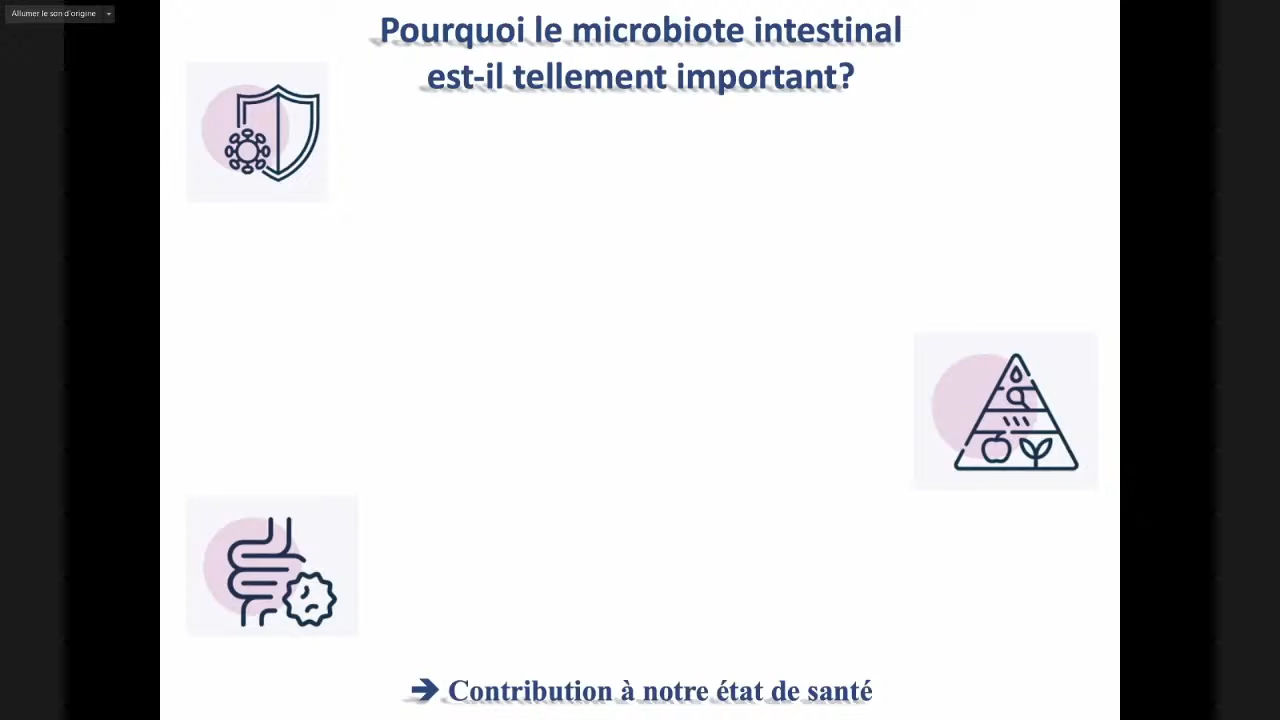 Allumer le son d'origine
Pourquoi le microbiote intestinal
est-il tellement important?
➔ Contribution à notre état de santé